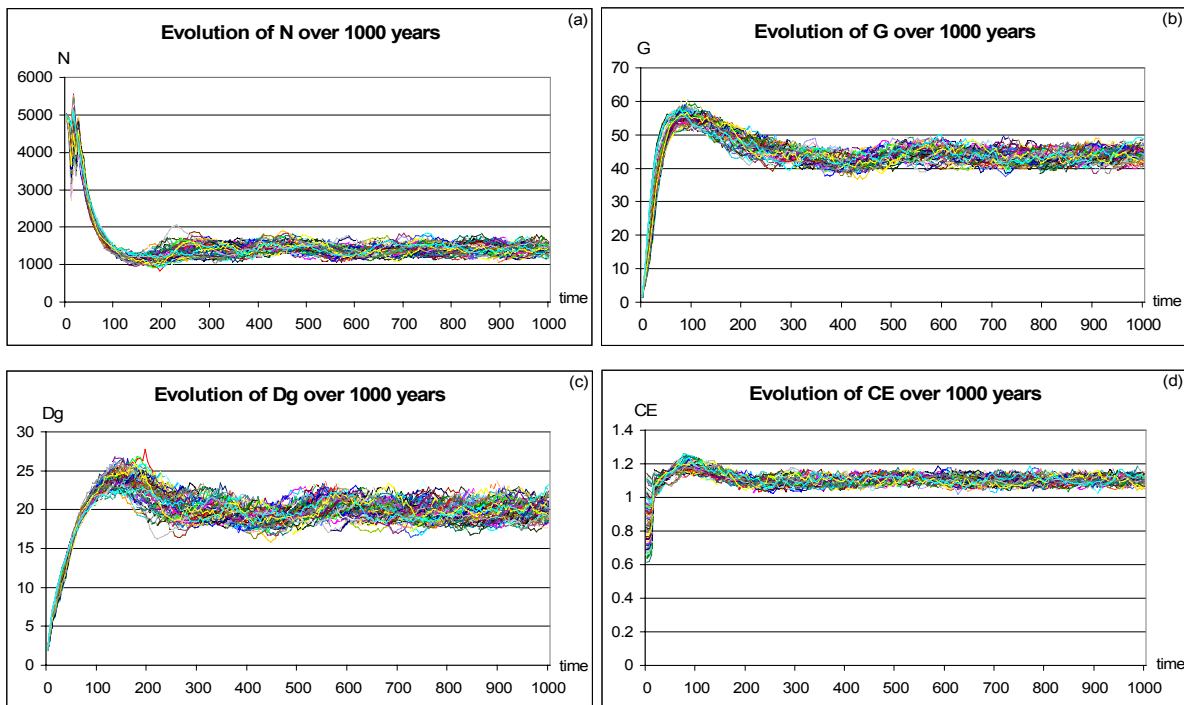 (a)
Evolution of N over 1000 years
N
6000
5000
4000
3000
2000
1000
0
time
0 100 200 300 400 500 600 700 800 900 1000
(b)
Evolution of G over 1000 years
G
70
60
50
40
30
20
10
0
time
0 100 200 300 400 500 600 700 800 900 1000
(c)
Evolution of Dg over 1000 years
Dg
30
25
20
15
10
5
0
time
0 100 200 300 400 500 600 700 800 900 1000
(d)
Evolution of CE over 1000 years
CE
1.4
1.2
1
0.8
0.6
0.4
0.2
0
time
0 100 200 300 400 500 600 700 800 900 1000